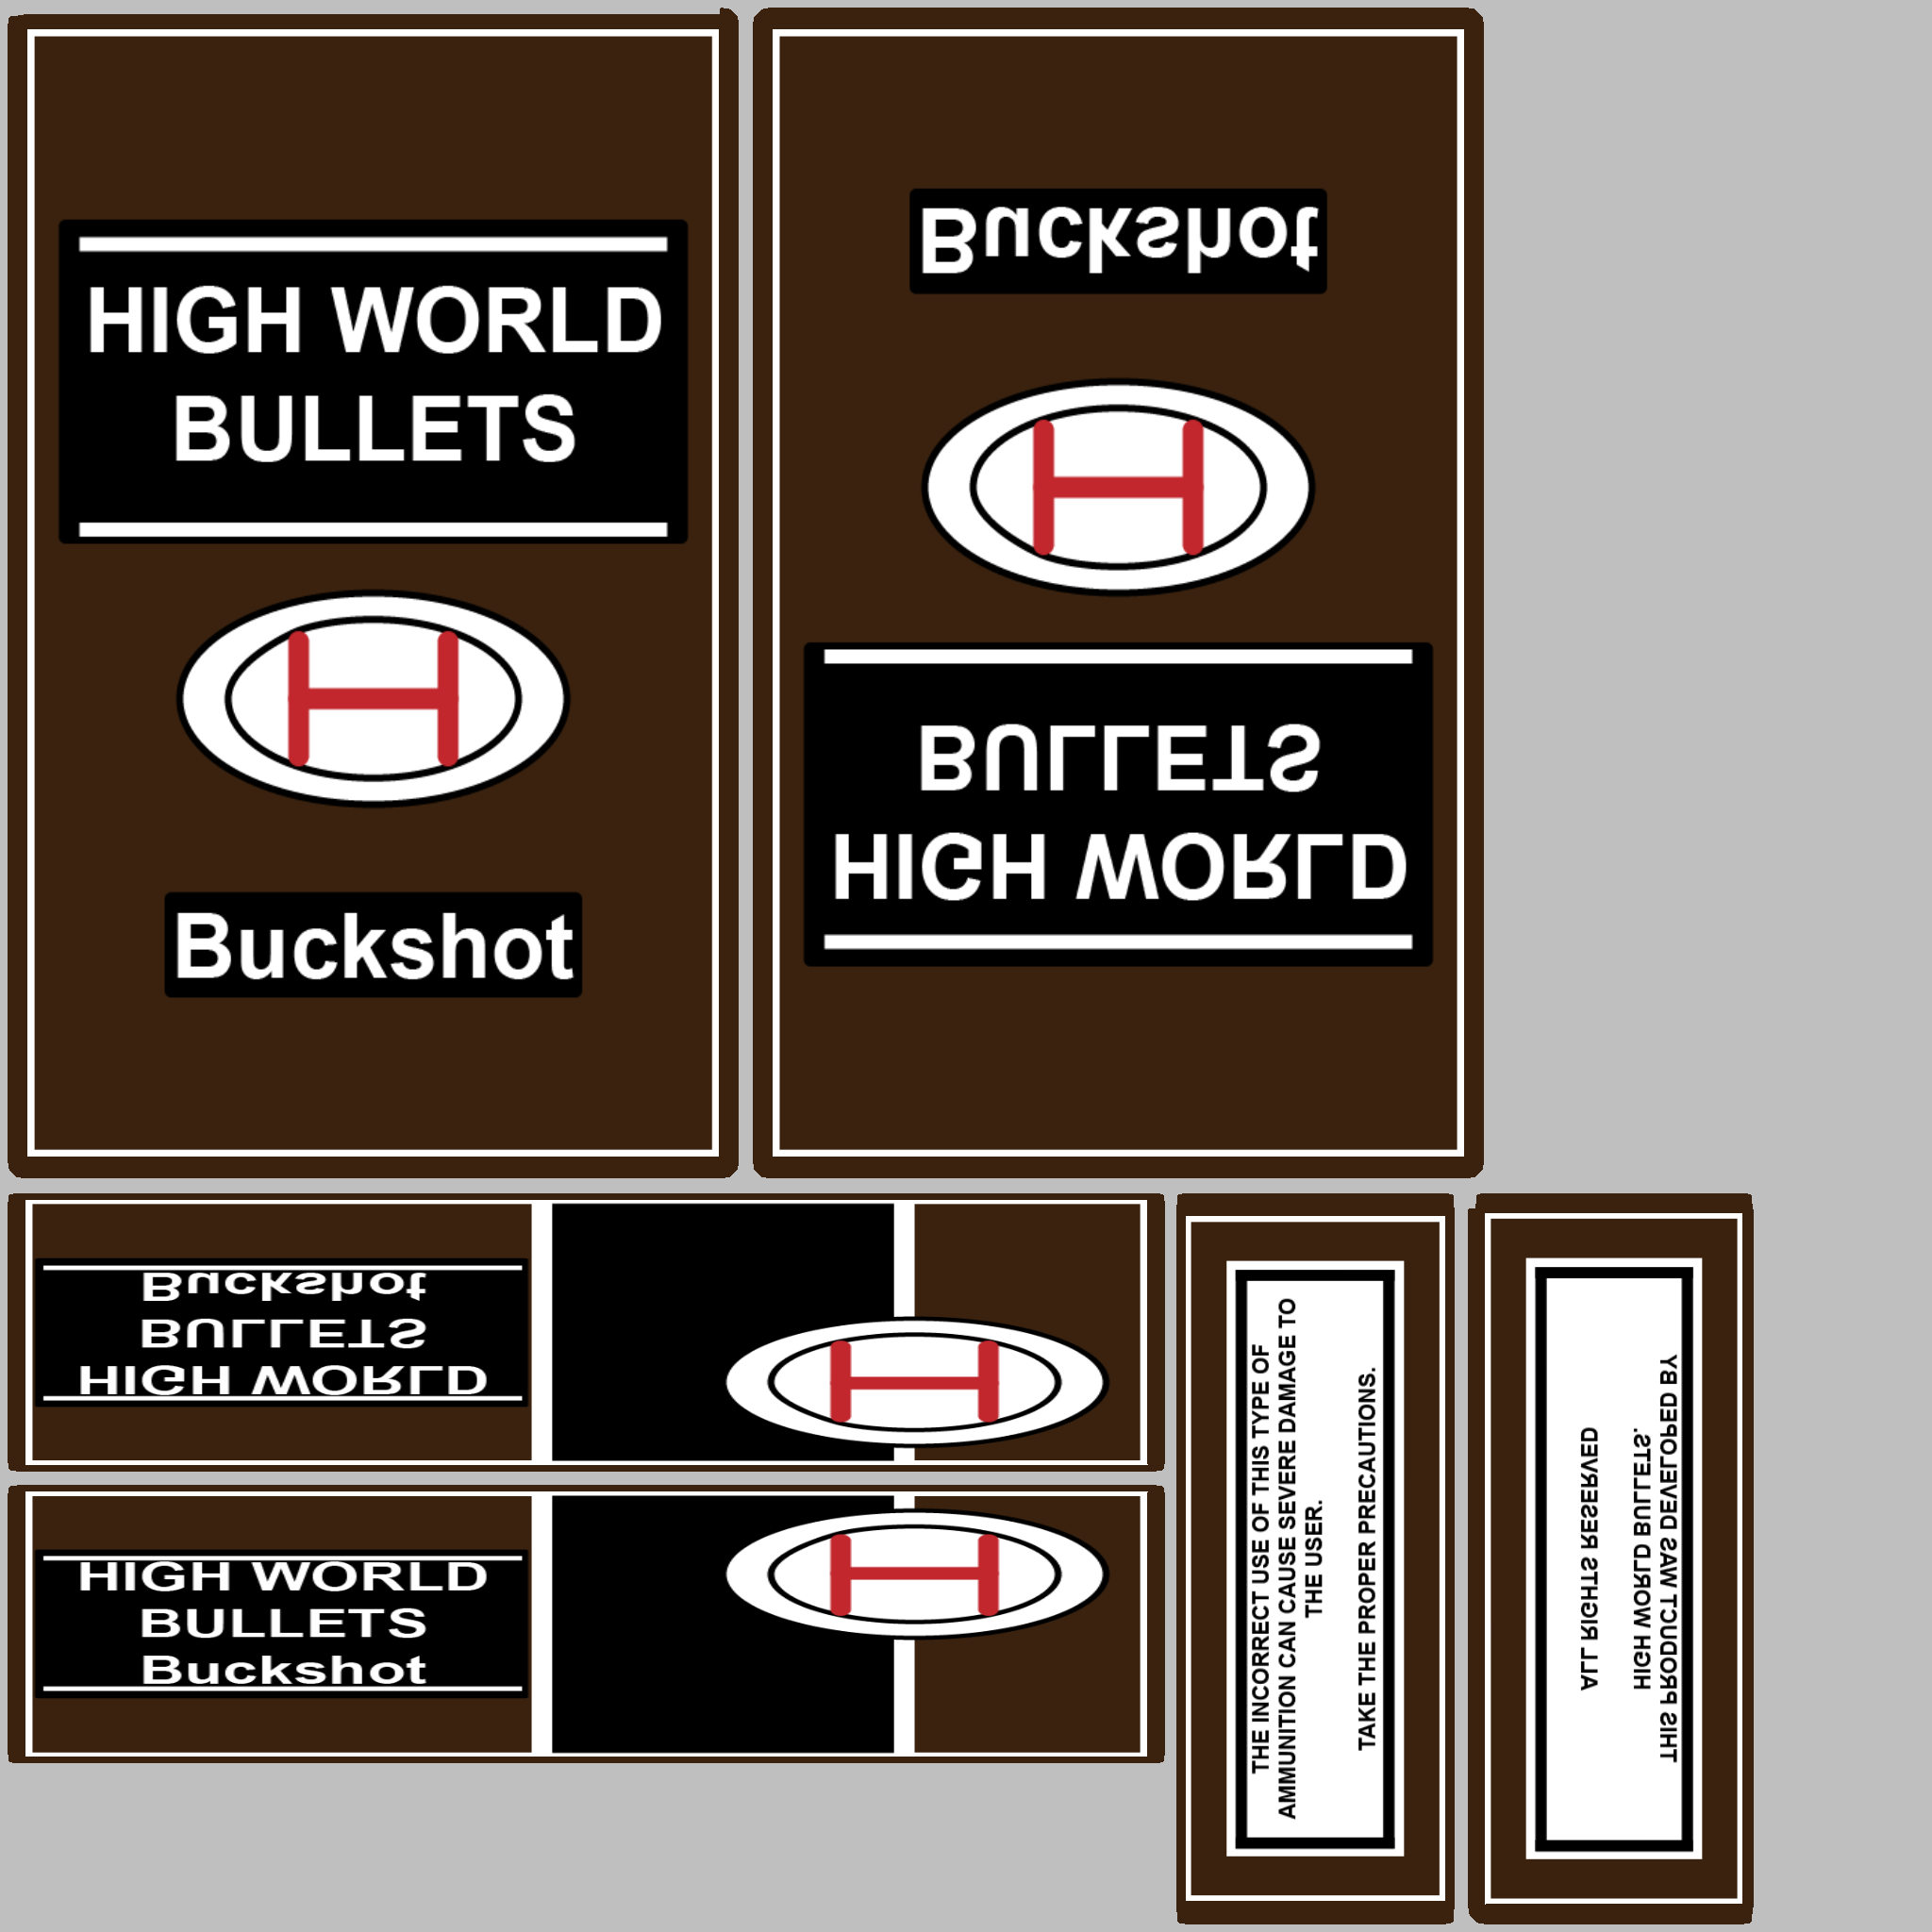 HIGH WORLD
BULLETS
H
Buckshot
Buckshot
H
BULLETS
HIGH WORLD
Buckshot
BULLETS
HIGH WORLD
H
HIGH WORLD
BULLETS
Buckshot
H
THE INCORRECT USE OF THIS TYPE OF
AMMUNITION CAN CAUSE SEVERE DAMAGE TO
THE USER.
TAKE THE PROPER PRECAUTIONS.
THIS PRODUCT WAS DEVELOPED BY
HIGH WORLD BULLETS.
ALL RIGHTS RESERVED